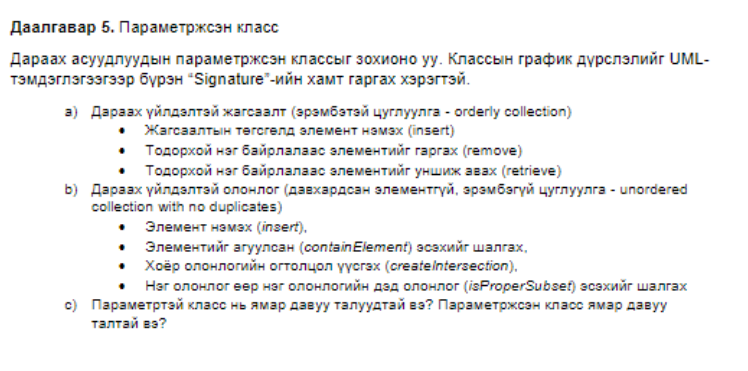 Даалгавар 5. Параметржсэн класс
Дараах асуудлуудын параметржсэн классыг зохионо уу. Классын график дүрслэлийг UML-
тэмдэглэгээгээр бүрэн “Signature”-ийн хамт гаргах хэрэгтэй.
a) Дараах үйлдэлтэй жагсаалт (эрэмбэтэй цуглуулга - orderly collection)
• Жагсаалтын төгсгөлд элемент нэмэх (insert)
• Тодорхой нэг байрлалаас элементийг гаргах (remove)
• Тодорхой нэг байрлалаас элементийг уншиж авах (retrieve)
b) Дараах үйлдэлтэй олонлог (давхардсан элементгүй, эрэмбэгүй цуглуулга - unordered
collection with no duplicates)
• Элемент нэмэх (insert),
• Элементийг агуулсан (containElement) эсэхийг шалгах,
• Хоёр олонлогийн огтолцол үүсгэх (createIntersection),
• Нэг олонлог өөр нэг олонлогийн дэд олонлог (isProperSubset) эсэхийг шалгах
c) Параметртэй класс нь ямар давуу талуудтай вэ? Параметржсэн класс ямар давуу
талтай вэ?